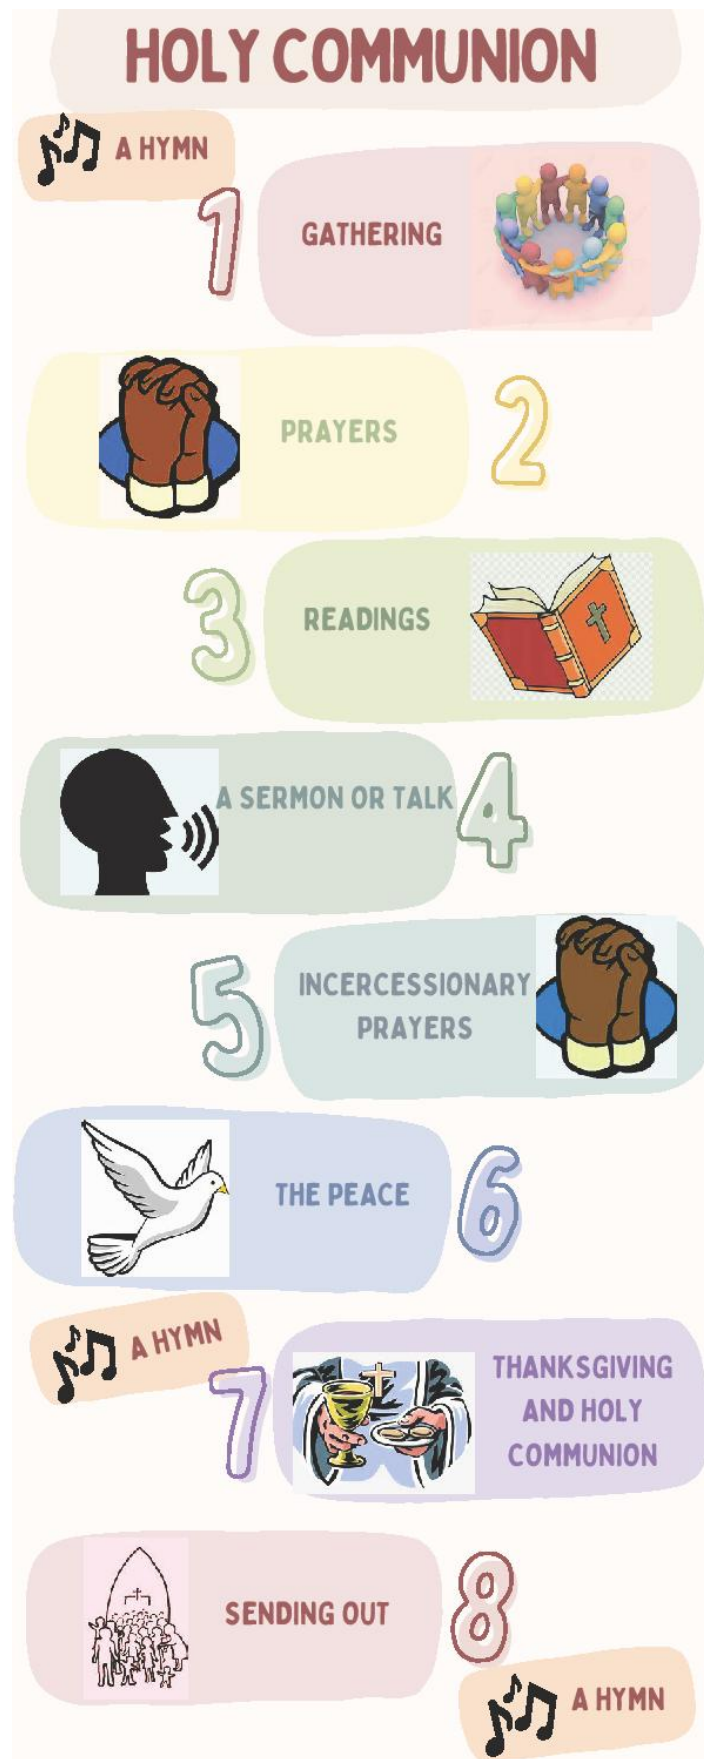 HOLY COMMUNION
A HYMN
1
GATHERING
PRAYERS
2
3
READINGS
A SERMON OR TALK
4
5
INCERCESSIONARY
PRAYERS
THE PEACE
6
A HYMN
7
THANKSGIVING
AND HOLY
COMMUNION
SENDING OUT
8
A HYMN